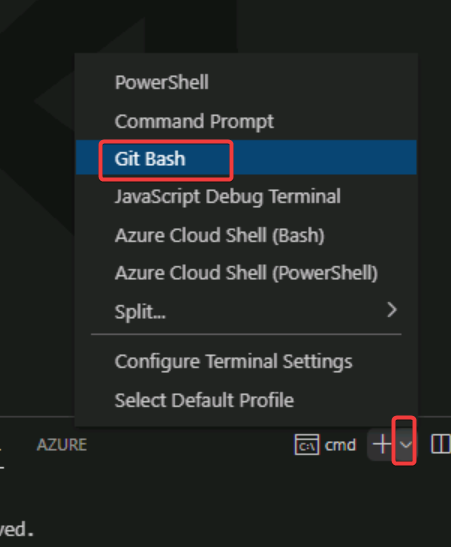 PowerShell
Command Prompt
Git Bash
JavaScript Debug Terminal
Azure Cloud Shell (Bash)
Azure Cloud Shell (PowerShell)
Split...
Configure Terminal Settings
Select Default Profile
AZURE cmd
ved.